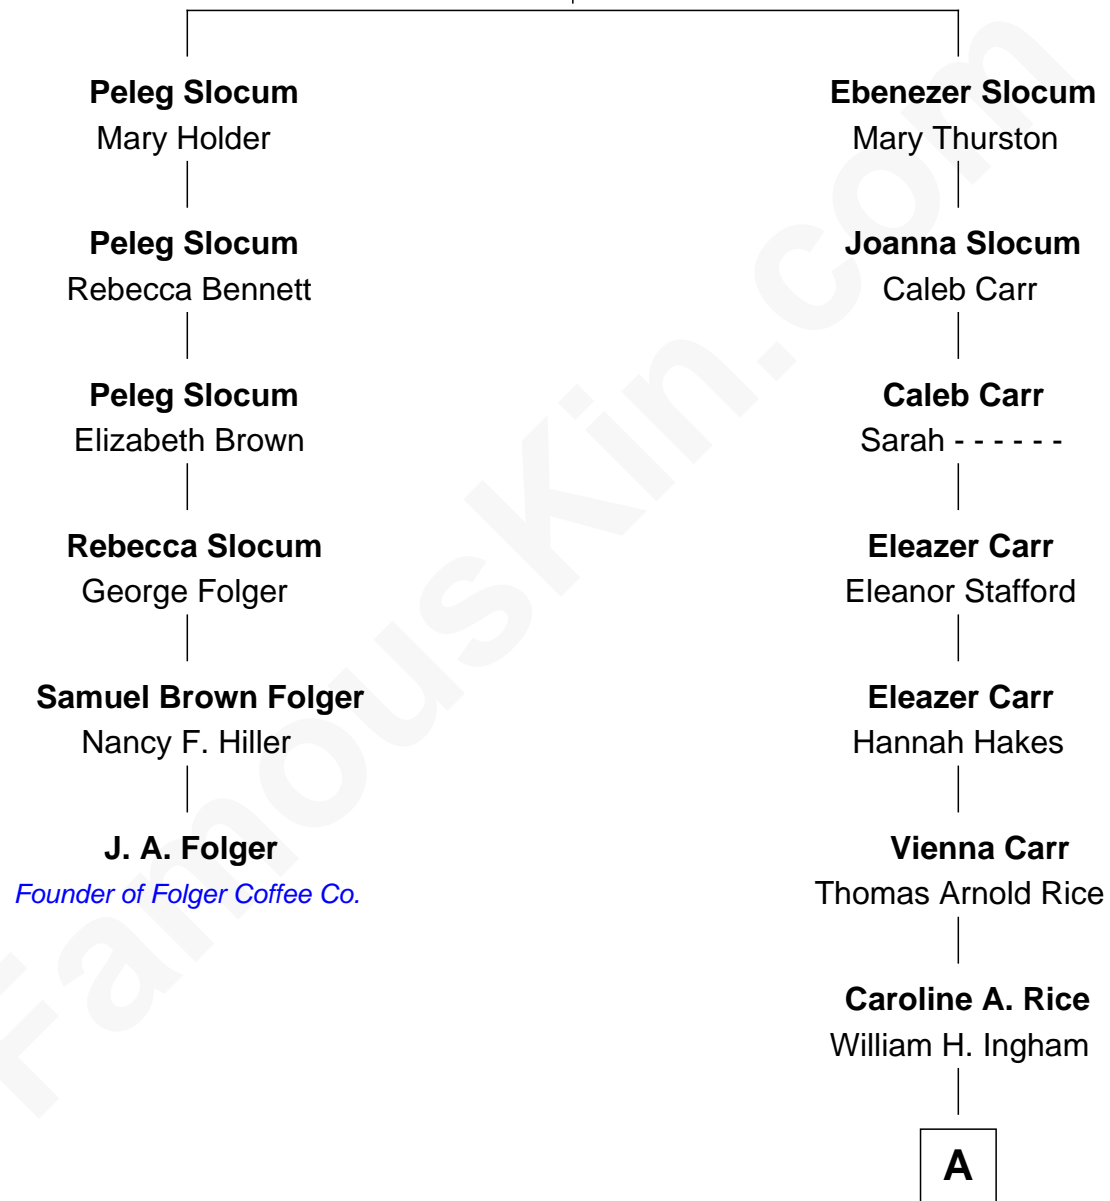 Peleg Slocum
Mary Holder
Peleg Slocum
Rebecca Bennett
Peleg Slocum
Elizabeth Brown
Rebecca Slocum
George Folger
Samuel Brown Folger
Nancy F. Hiller
J. A. Folger
Founder of Folger Coffee Co.
Ebenezer Slocum
Mary Thurston
Joanna Slocum
Caleb Carr
Caleb Carr
Sarah - - - - - -
Eleazer Carr
Eleanor Stafford
Eleazer Carr
Hannah Hakes
Vienna Carr
Thomas Arnold Rice
Caroline A. Rice
William H. Ingham
A
FamousKin.com